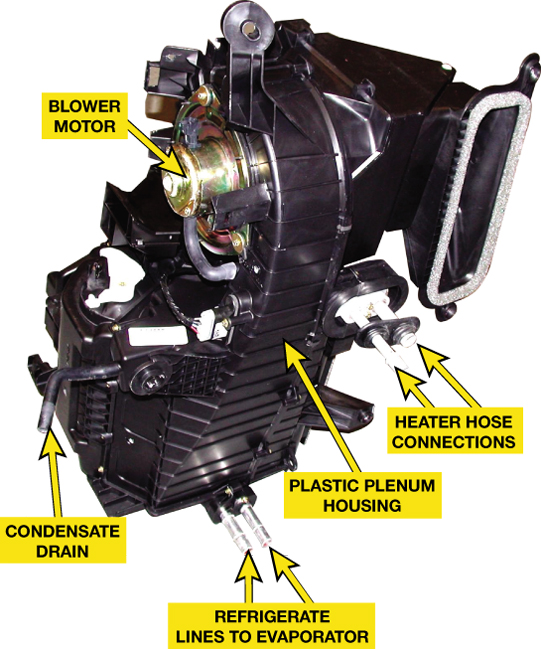 BLOWER
MOTOR
HEATER HOSE
CONNECTIONS
PLASTIC PLENUM
HOUSING
CONDENSATE
DRAIN
REFRIGERATE
LINES TO EVAPORATOR